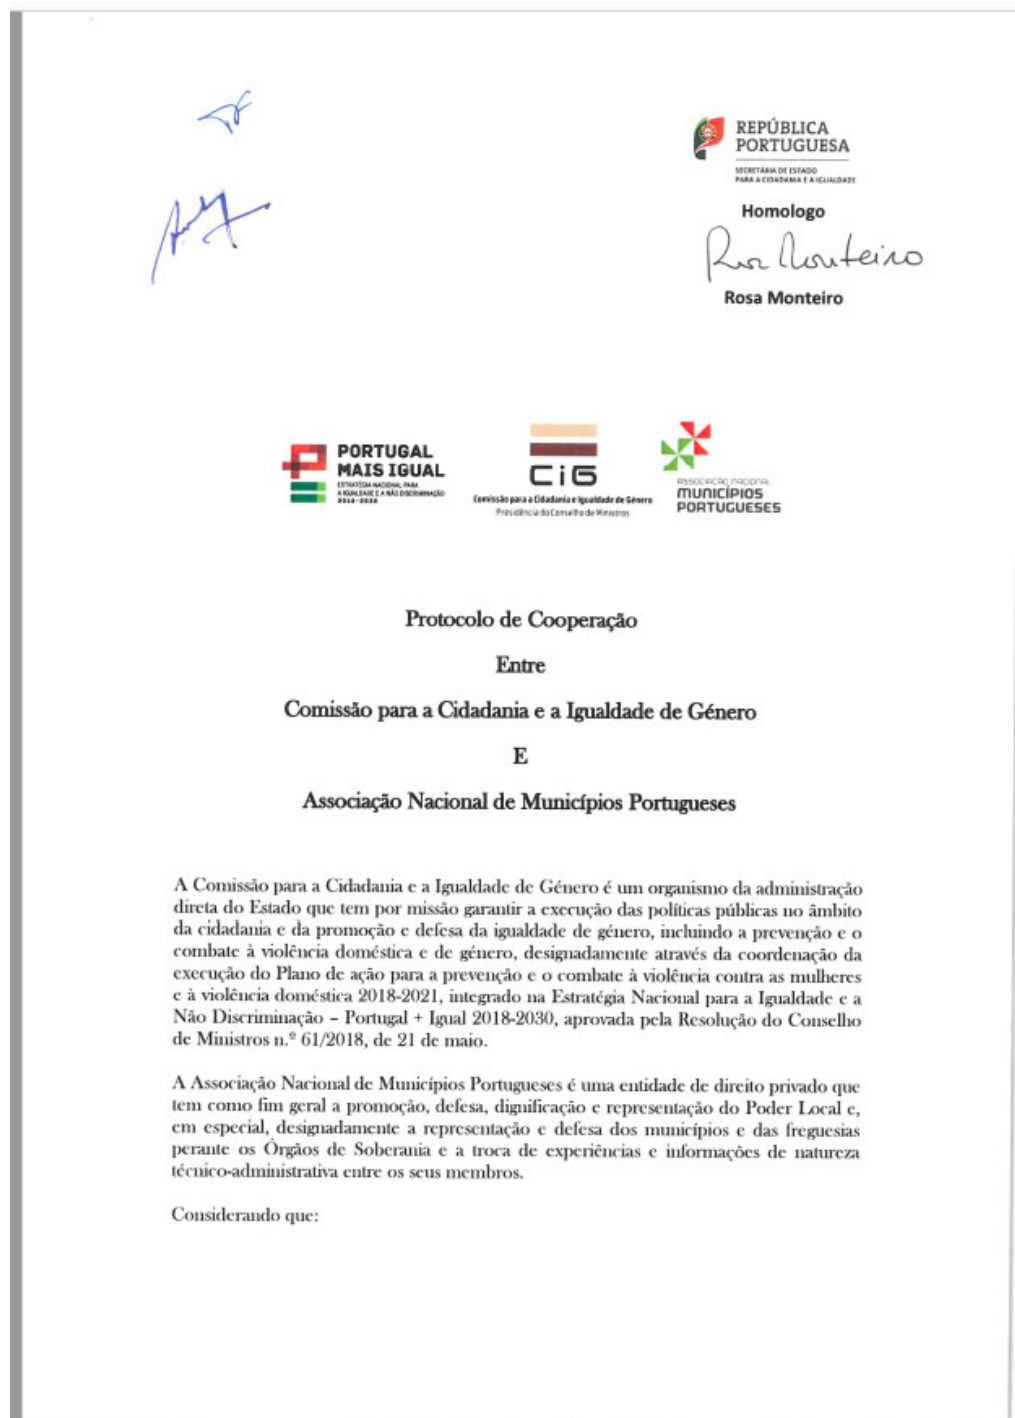 REPÚBLICA
PORTUGUESA
SECRETÁRIA DE ESTADO
PARA A CIDADANIA E A IGUALDADE
Homologo
Rosa Monteiro
Rosa Monteiro
PORTUGAL
MAIS IGUAL
ESTRATÉGIA NACIONAL PARA
A IGUALDADE E A NÃO DISCRIMINAÇÃO
2018-2030
CiG
Comissão para a Cidadania e Igualdade de Género
Presidência do Conselho de Ministros
ASSOCIAÇÃO NACIONAL
MUNICÍPIOS
PORTUGUESES
Protocolo de Cooperação
Entre
Comissão para a Cidadania e a Igualdade de Género
E
Associação Nacional de Municípios Portugueses
A Comissão para a Cidadania e a Igualdade de Género é um organismo da administração
direta do Estado que tem por missão garantir a execução das políticas públicas no âmbito
da cidadania e da promoção e defesa da igualdade de género, incluindo a prevenção e o
combate à violência doméstica e de género, designadamente através da coordenação da
execução do Plano de ação para a prevenção e o combate à violência contra as mulheres
e à violência doméstica 2018-2021, integrado na Estratégia Nacional para a Igualdade e a
Não Discriminação – Portugal + Igual 2018-2030, aprovada pela Resolução do Conselho
de Ministros n.º 61/2018, de 21 de maio.
A Associação Nacional de Municípios Portugueses é uma entidade de direito privado que
tem como fim geral a promoção, defesa, dignificação e representação do Poder Local e,
em especial, designadamente a representação e defesa dos municípios e das freguesias
perante os Órgãos de Soberania e a troca de experiências e informações de natureza
técnico-administrativa entre os seus membros.
Considerando que: